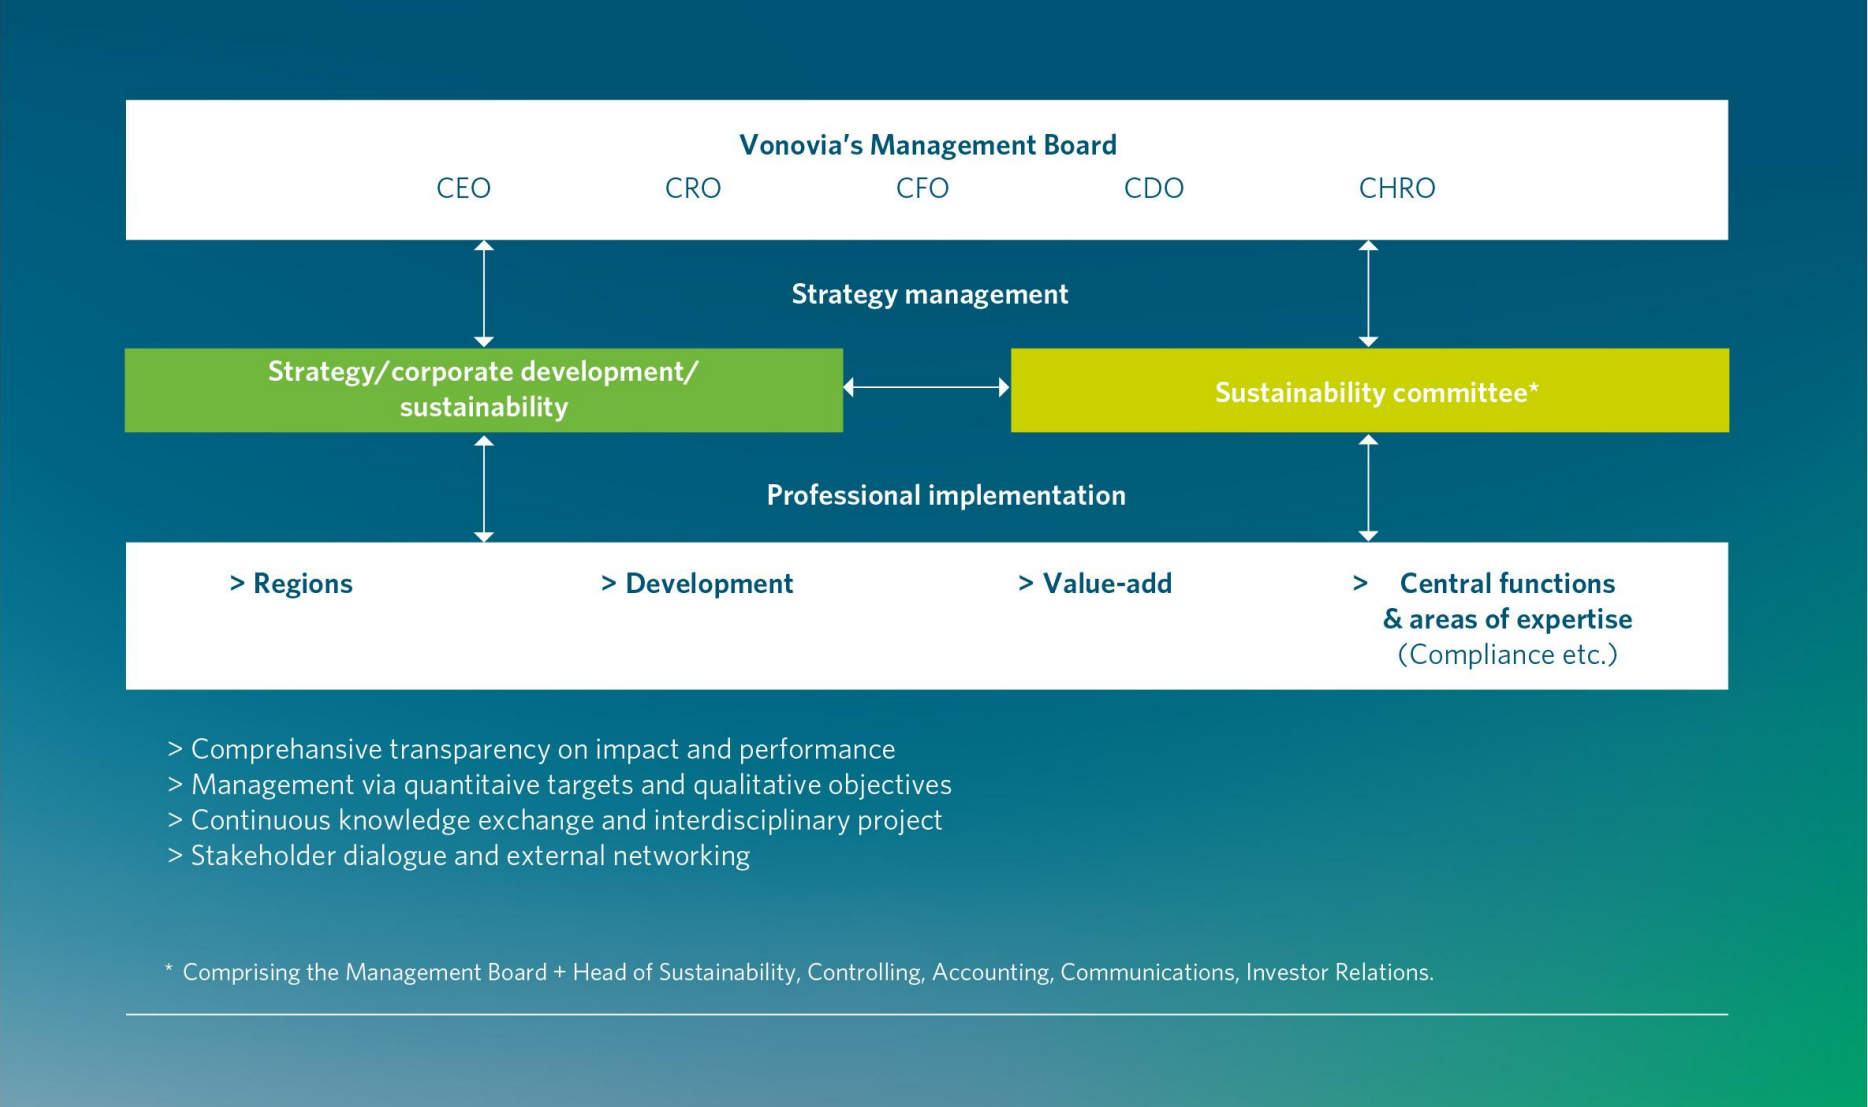 Vonovia’s Management Board
CEO CRO CFO CDO CHRO
Strategy management
Strategy/corporate development/
sustainability
Sustainability committee*
Professional implementation
> Regions
> Development
> Value-add
> Central functions
& areas of expertise
(Compliance etc.)
> Comprehansive transparency on impact and performance
> Management via quantitaive targets and qualitative objectives
> Continuous knowledge exchange and interdisciplinary project
> Stakeholder dialogue and external networking
* Comprising the Management Board + Head of Sustainability, Controlling, Accounting, Communications, Investor Relations.